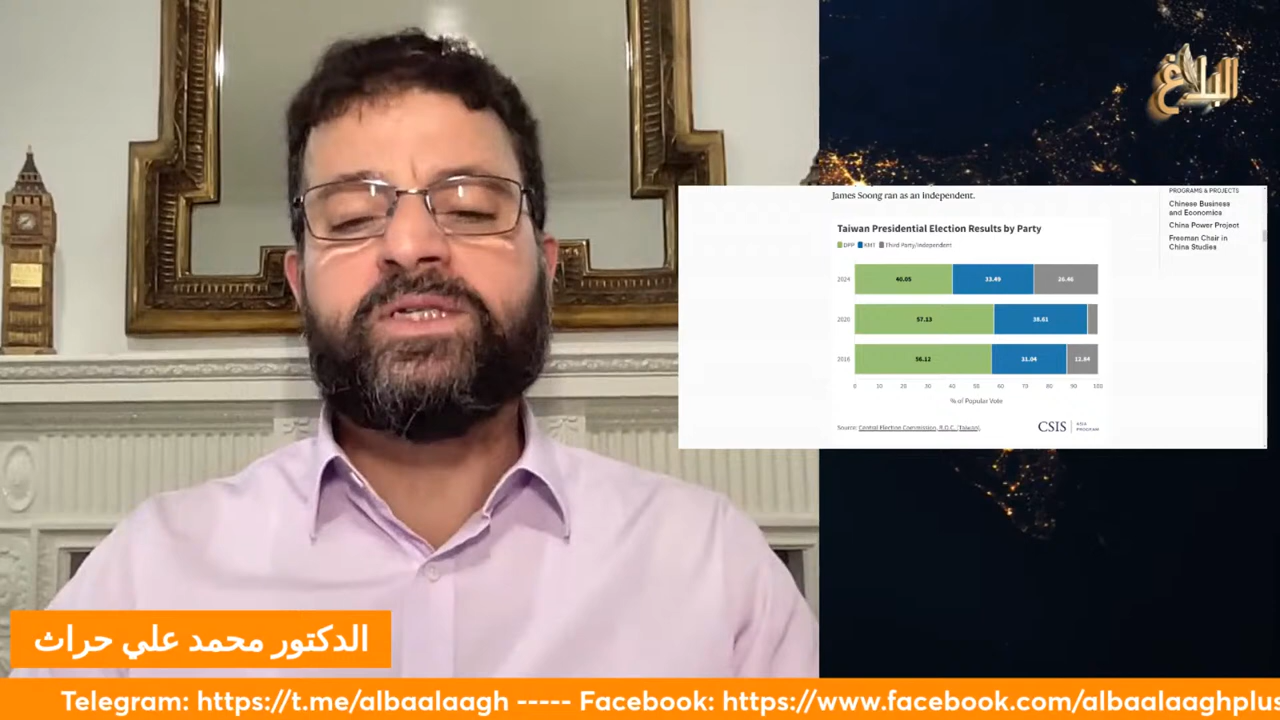 البلاغ
James Soong ran as an independent.
PROGRAMS & PROJECTS
Chinese Business
and Economics
China Power Project
Freeman Chair in
China Studies
Taiwan Presidential Election Results by Party
DPP KMT Third Party/Independent
2024 40.05 33.49 26.46
2020 57.13 38.61
2016 56.12 31.04 12.84
0 10 20 30 40 50 60 70 80 90 100
% of Popular Vote
Source: Central Election Commission, R.O.C. (Taiwan).
CSIS ASIA
PROGRAM
الدكتور محمد علي حراث
Telegram: https://t.me/albaalaagh ----- Facebook: https://www.facebook.com/albaalaaghplus